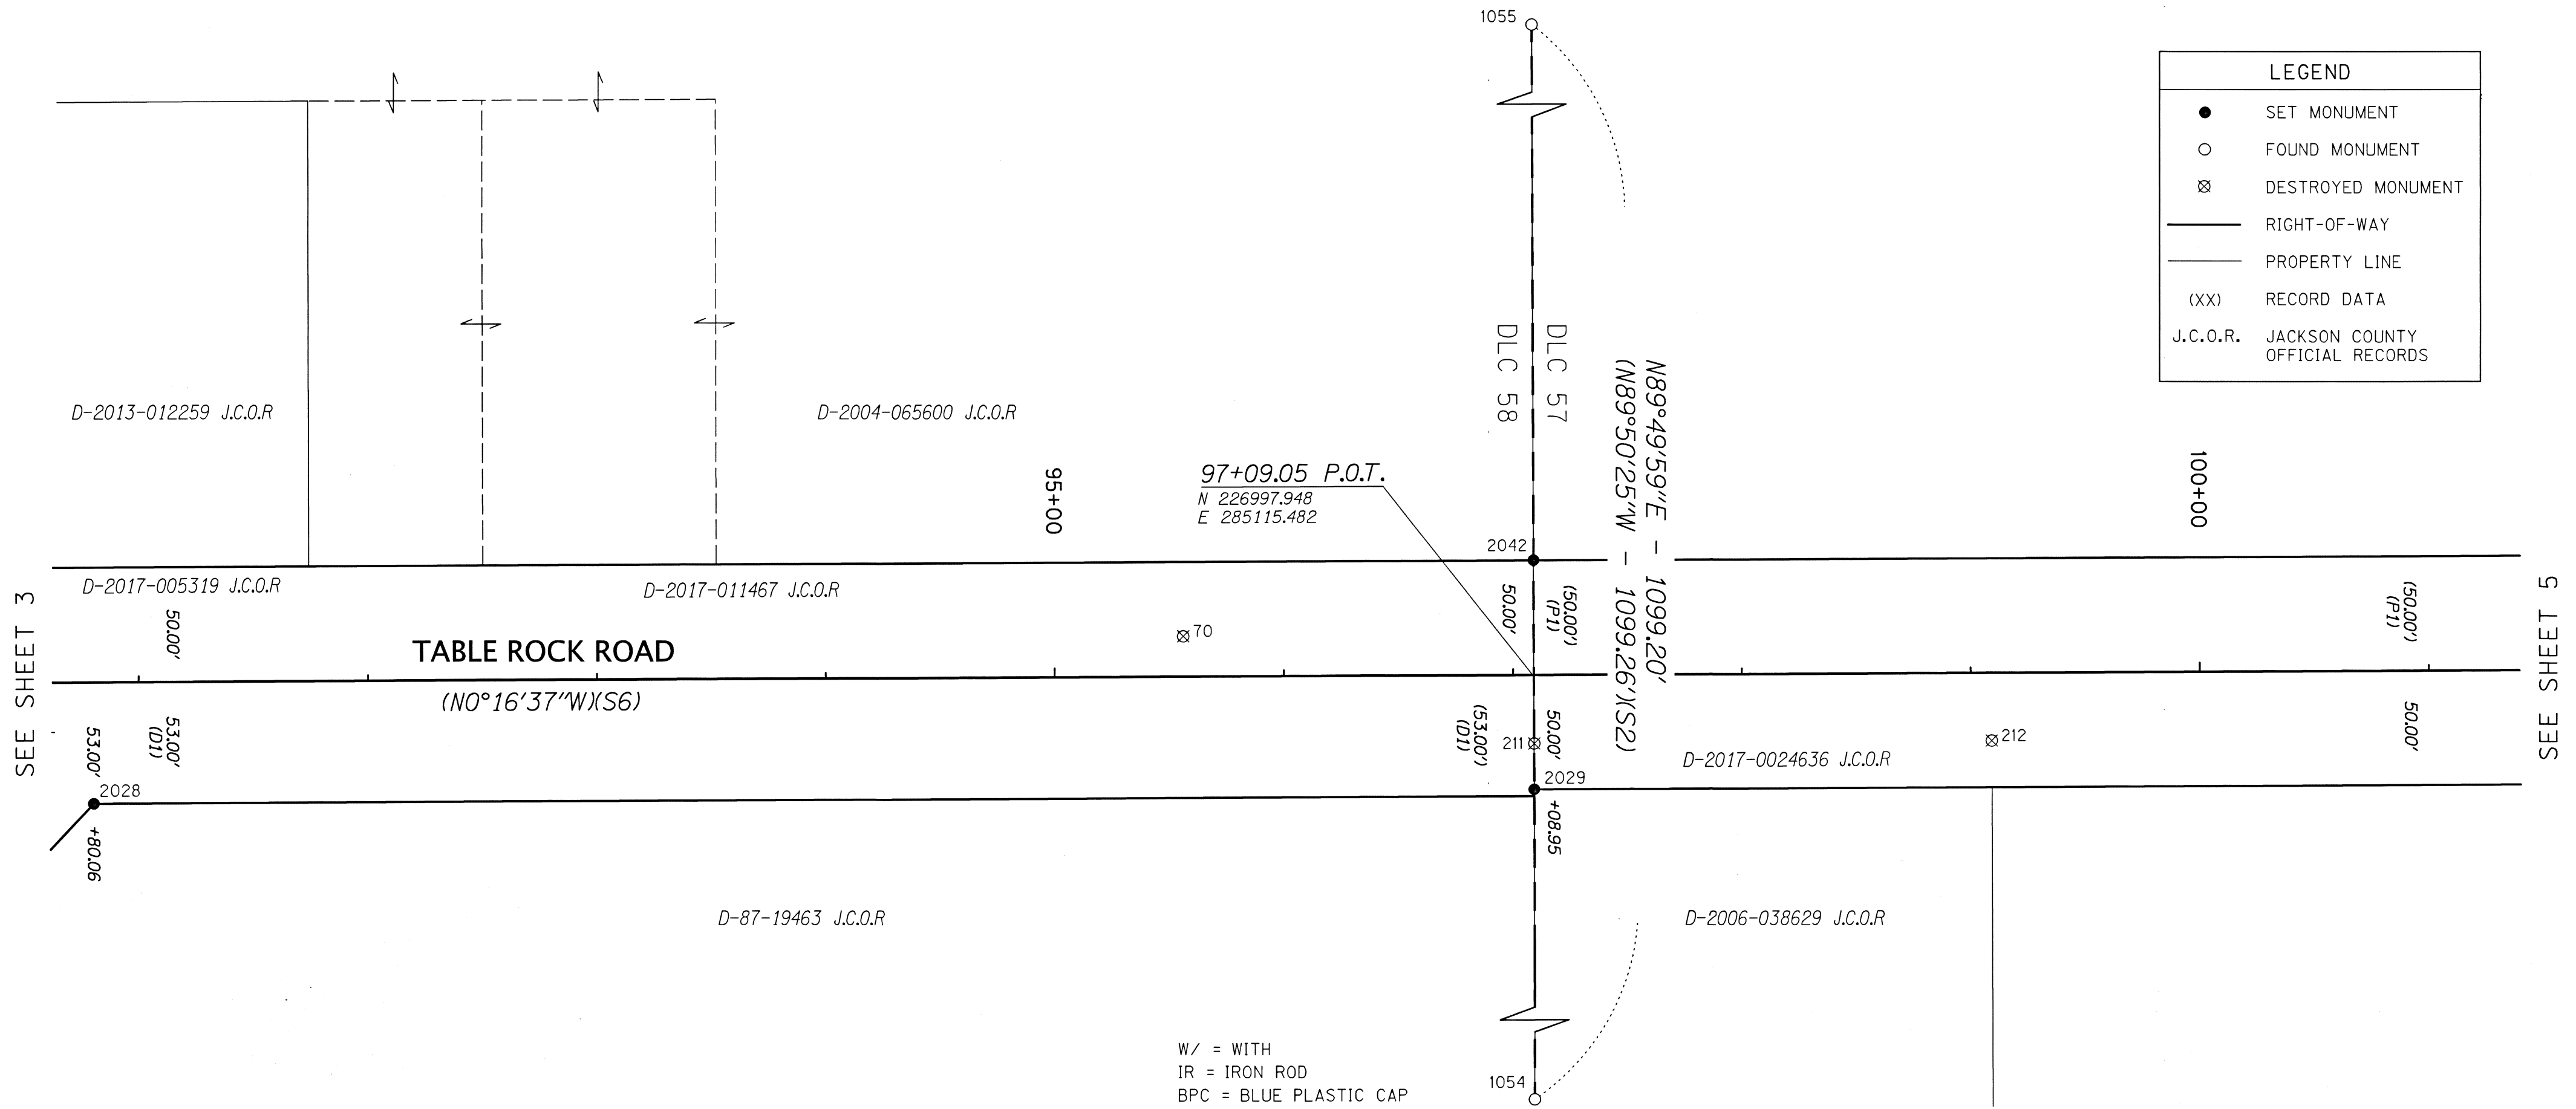 1055
LEGEND
SET MONUMENT
FOUND MONUMENT
DESTROYED MONUMENT
RIGHT-OF-WAY
PROPERTY LINE
(XX) RECORD DATA
J.C.O.R. JACKSON COUNTY
OFFICIAL RECORDS
DLC 58
DLC 57
N89°49'59"E - 1099.20'
(N89°50'25"W - 1099.26')(S2)
D-2013-012259 J.C.O.R
D-2004-065600 J.C.O.R
97+09.05 P.O.T.
N 226997.948
E 285115.482
95+00
100+00
2042
D-2017-005319 J.C.O.R
D-2017-011467 J.C.O.R
50.00'
50.00'
(50.00')
(P1)
(50.00')
(P1)
SEE SHEET 3
SEE SHEET 5
70
TABLE ROCK ROAD
(N0°16'37"W)(S6)
53.00'
53.00'
(D1)
(53.00')
(D1)
211
50.00'
212
50.00'
D-2017-0024636 J.C.O.R
2028
2029
+80.06
+08.95
D-87-19463 J.C.O.R
D-2006-038629 J.C.O.R
W/ = WITH
IR = IRON ROD
BPC = BLUE PLASTIC CAP
1054